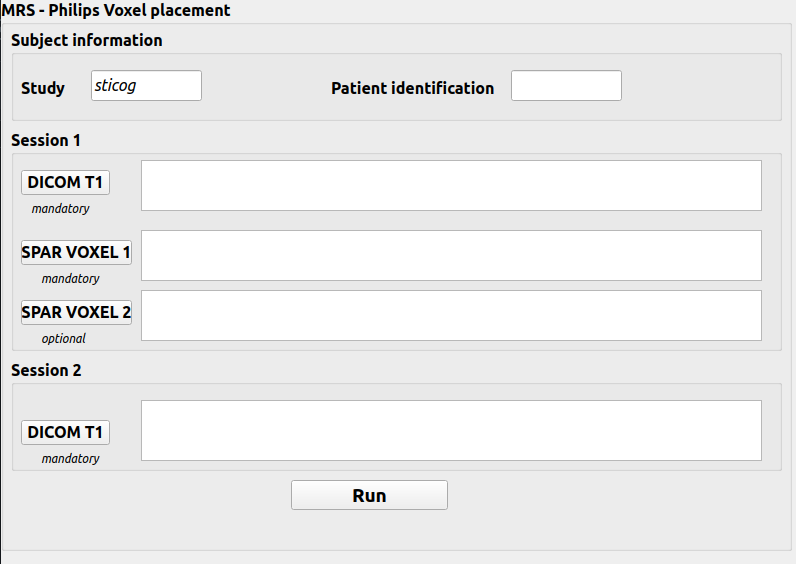 MRS - Philips Voxel placement
Subject information
Study sticog Patient identification
Session 1
DICOM T1
mandatory
SPAR VOXEL 1
mandatory
SPAR VOXEL 2
optional
Session 2
DICOM T1
mandatory
Run